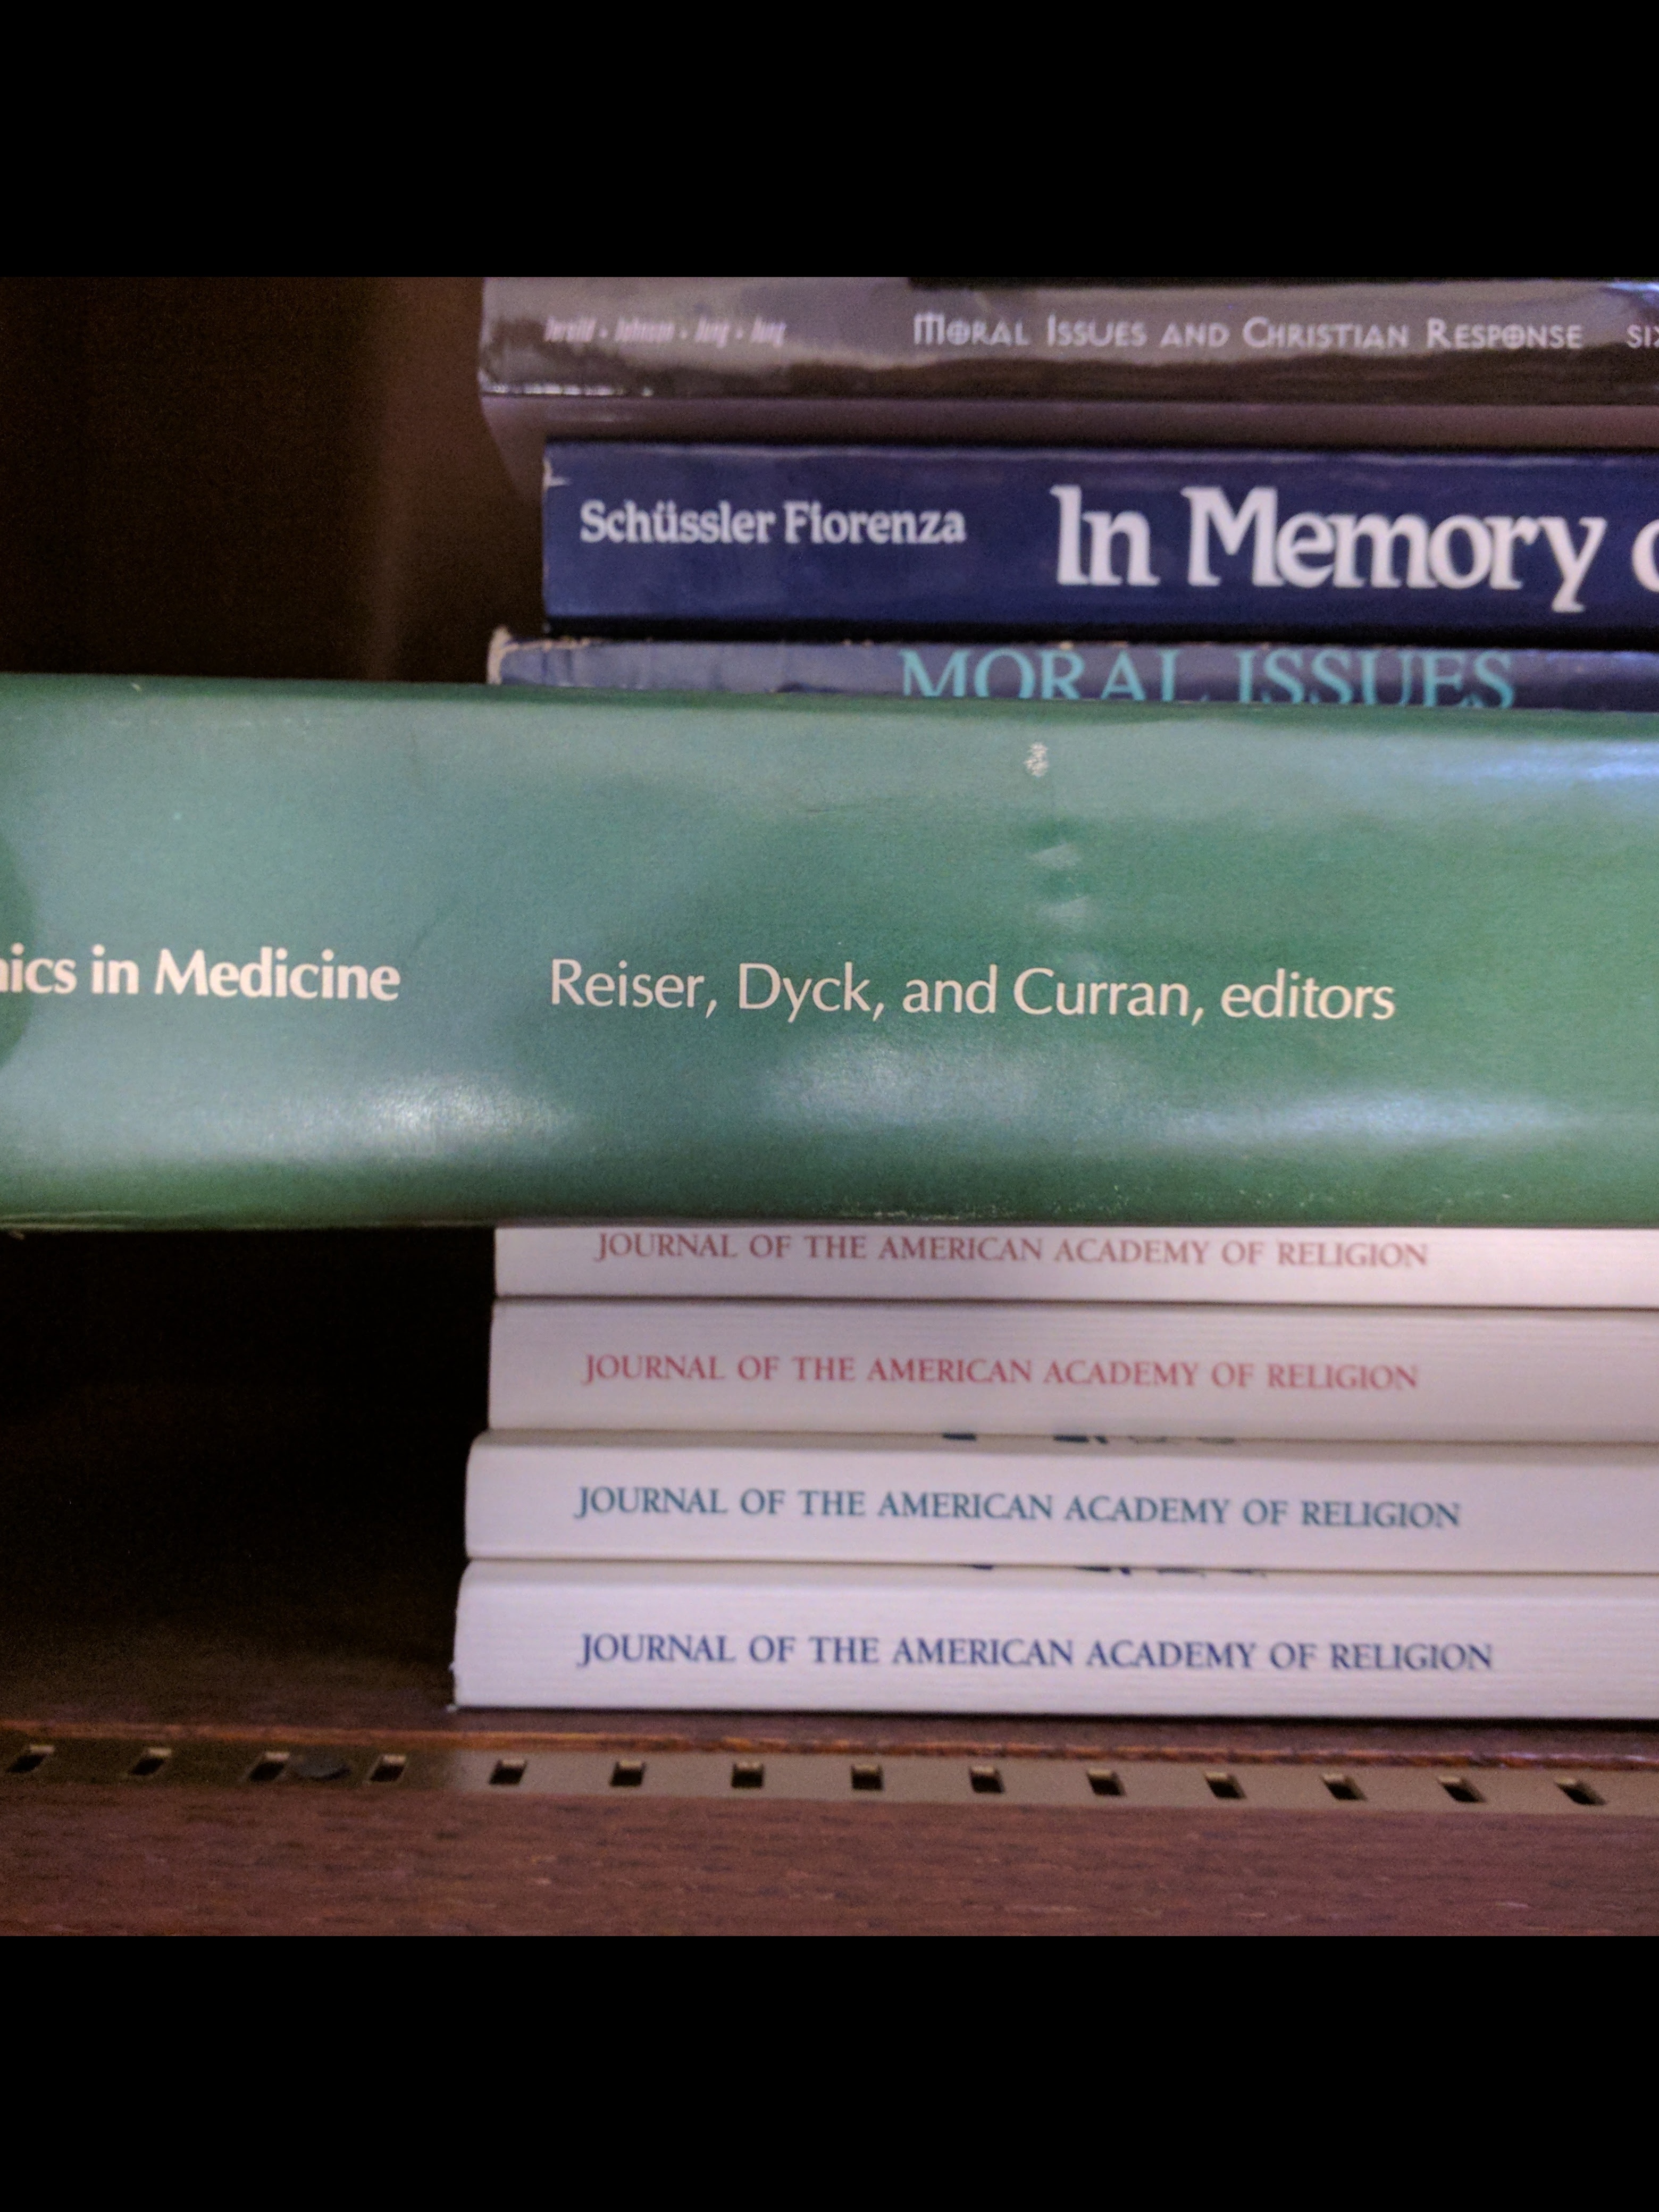 MORAL ISSUES AND CHRISTIAN RESPONSE
Schüssler Fiorenza In Memory
MORAL ISSUES
in Medicine Reiser, Dyck, and Curran, editors
JOURNAL OF THE AMERICAN ACADEMY OF RELIGION
JOURNAL OF THE AMERICAN ACADEMY OF RELIGION
JOURNAL OF THE AMERICAN ACADEMY OF RELIGION
JOURNAL OF THE AMERICAN ACADEMY OF RELIGION